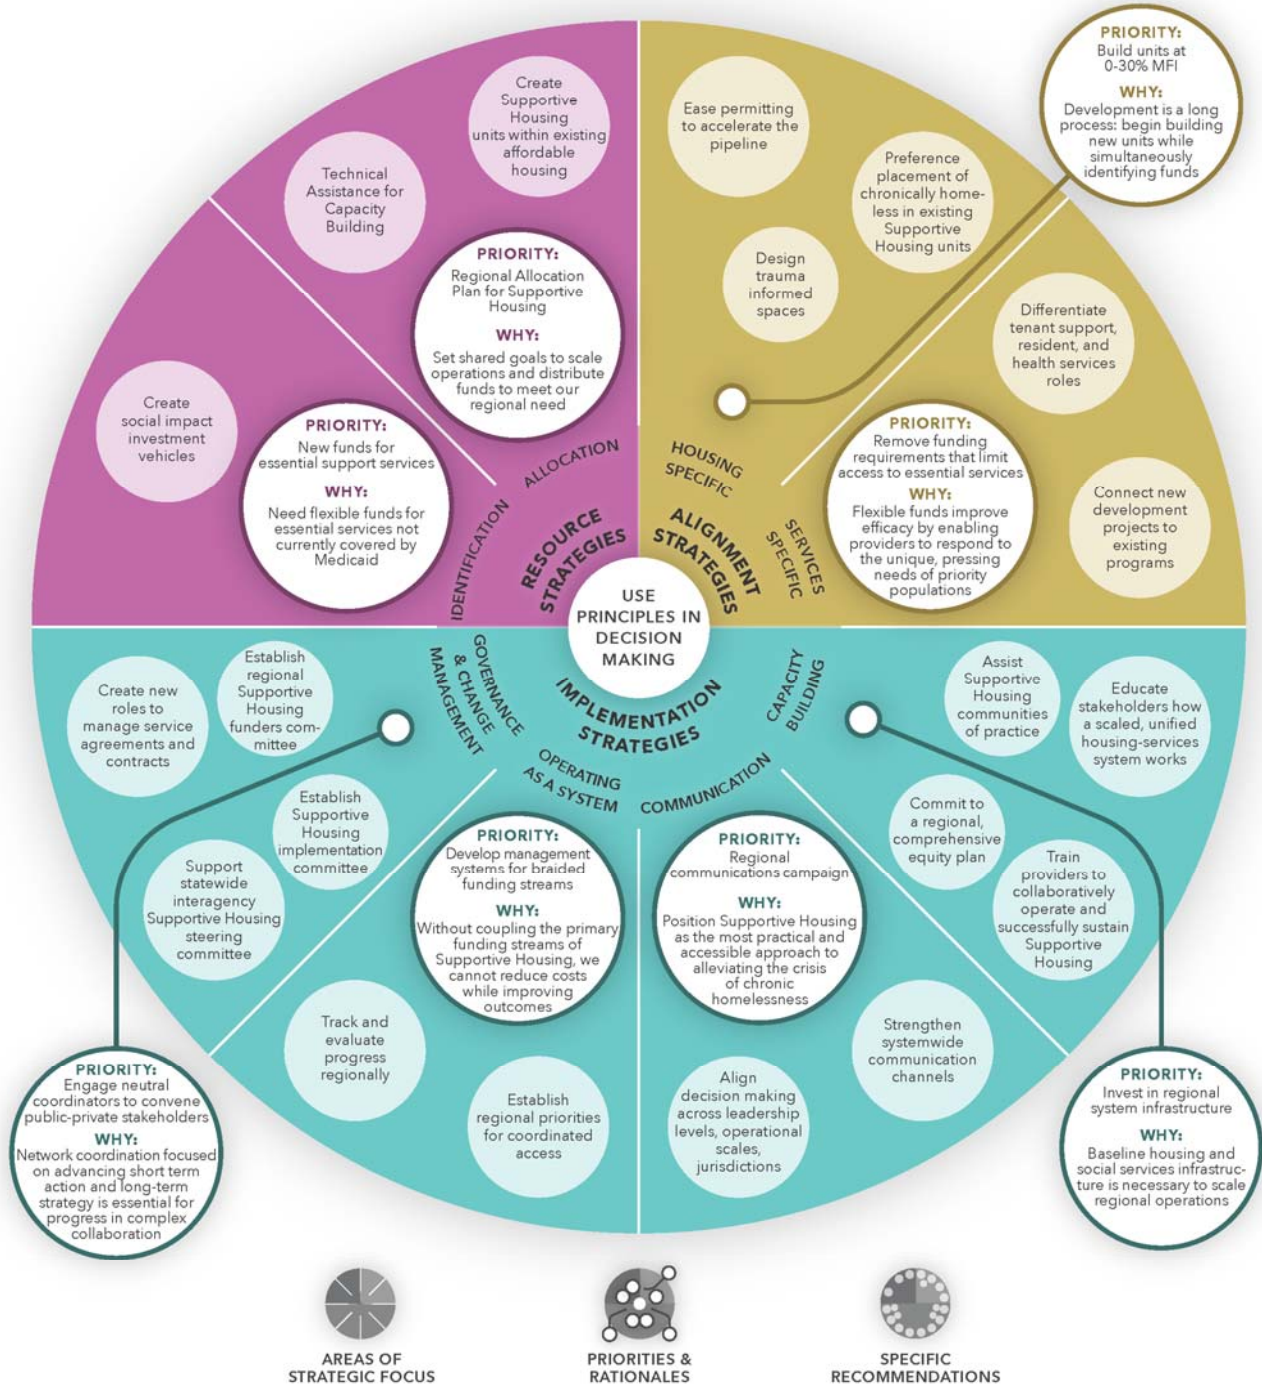 PRIORITY:
Build units at
0-30% MFI
WHY:
Development is a long
process: begin building
new units while
simultaneously
identifying funds
Create
Supportive
Housing
units within existing
affordable
housing
Technical
Assistance for
Capacity
Building
PRIORITY:
Regional Allocation
Plan for Supportive
Housing
WHY:
Set shared goals to scale
operations and distribute
funds to meet our
regional need
Create
social impact
investment
vehicles
PRIORITY:
New funds for
essential support services
WHY:
Need flexible funds for
essential services not
currently covered by
Medicaid
Ease permitting
to accelerate the
pipeline
Preference
placement of
chronically home-
less in existing
Supportive
Housing units
Design
trauma
informed
spaces
Differentiate
tenant support,
resident, and
health services
roles
PRIORITY:
Remove funding
requirements that limit
access to essential services
WHY:
Flexible funds improve
efficacy by enabling
providers to respond to
the unique, pressing
needs of priority
populations
Connect new
development
projects to
existing
programs
ALLOCATION
IDENTIFICATION
RESOURCE
STRATEGIES
HOUSING
SPECIFIC
ALIGNMENT
STRATEGIES
SERVICES
SPECIFIC
USE
PRINCIPLES IN
DECISION
MAKING
GOVERNANCE
& CHANGE
MANAGEMENT
IMPLEMENTATION
STRATEGIES
CAPACITY
BUILDING
OPERATING
AS A SYSTEM
COMMUNICATION
Create new
roles to
manage service
agreements and
contracts
Establish
regional
Supportive
Housing
funders com-
mittee
Establish
Supportive
Housing
implementation
committee
Support
statewide
interagency
Supportive Housing
steering
committee
PRIORITY:
Develop management
systems for braided
funding streams
WHY:
Without coupling the primary
funding streams of
Supportive Housing, we
cannot reduce costs
while improving
outcomes
PRIORITY:
Regional
communications campaign
WHY:
Position Supportive Housing
as the most practical and
accessible approach to
alleviating the crisis
of chronic
homelessness
Assist
Supportive
Housing
communities
of practice
Educate
stakeholders how
a scaled, unified
housing-services
system works
Commit to
a regional,
comprehensive
equity plan
Train
providers to
collaboratively
operate and
successfully sustain
Supportive
Housing
Track and
evaluate
progress
regionally
Establish
regional priorities
for coordinated
access
Align
decision making
across leadership
levels, operational
scales,
jurisdictions
Strengthen
systemwide
communication
channels
PRIORITY:
Engage neutral
coordinators to convene
public-private stakeholders
WHY:
Network coordination focused
on advancing short term
action and long-term
strategy is essential for
progress in complex
collaboration
PRIORITY:
Invest in regional
system infrastructure
WHY:
Baseline housing and
social services infrastruc-
ture is necessary to scale
regional operations
AREAS OF
STRATEGIC FOCUS
PRIORITIES &
RATIONALES
SPECIFIC
RECOMMENDATIONS